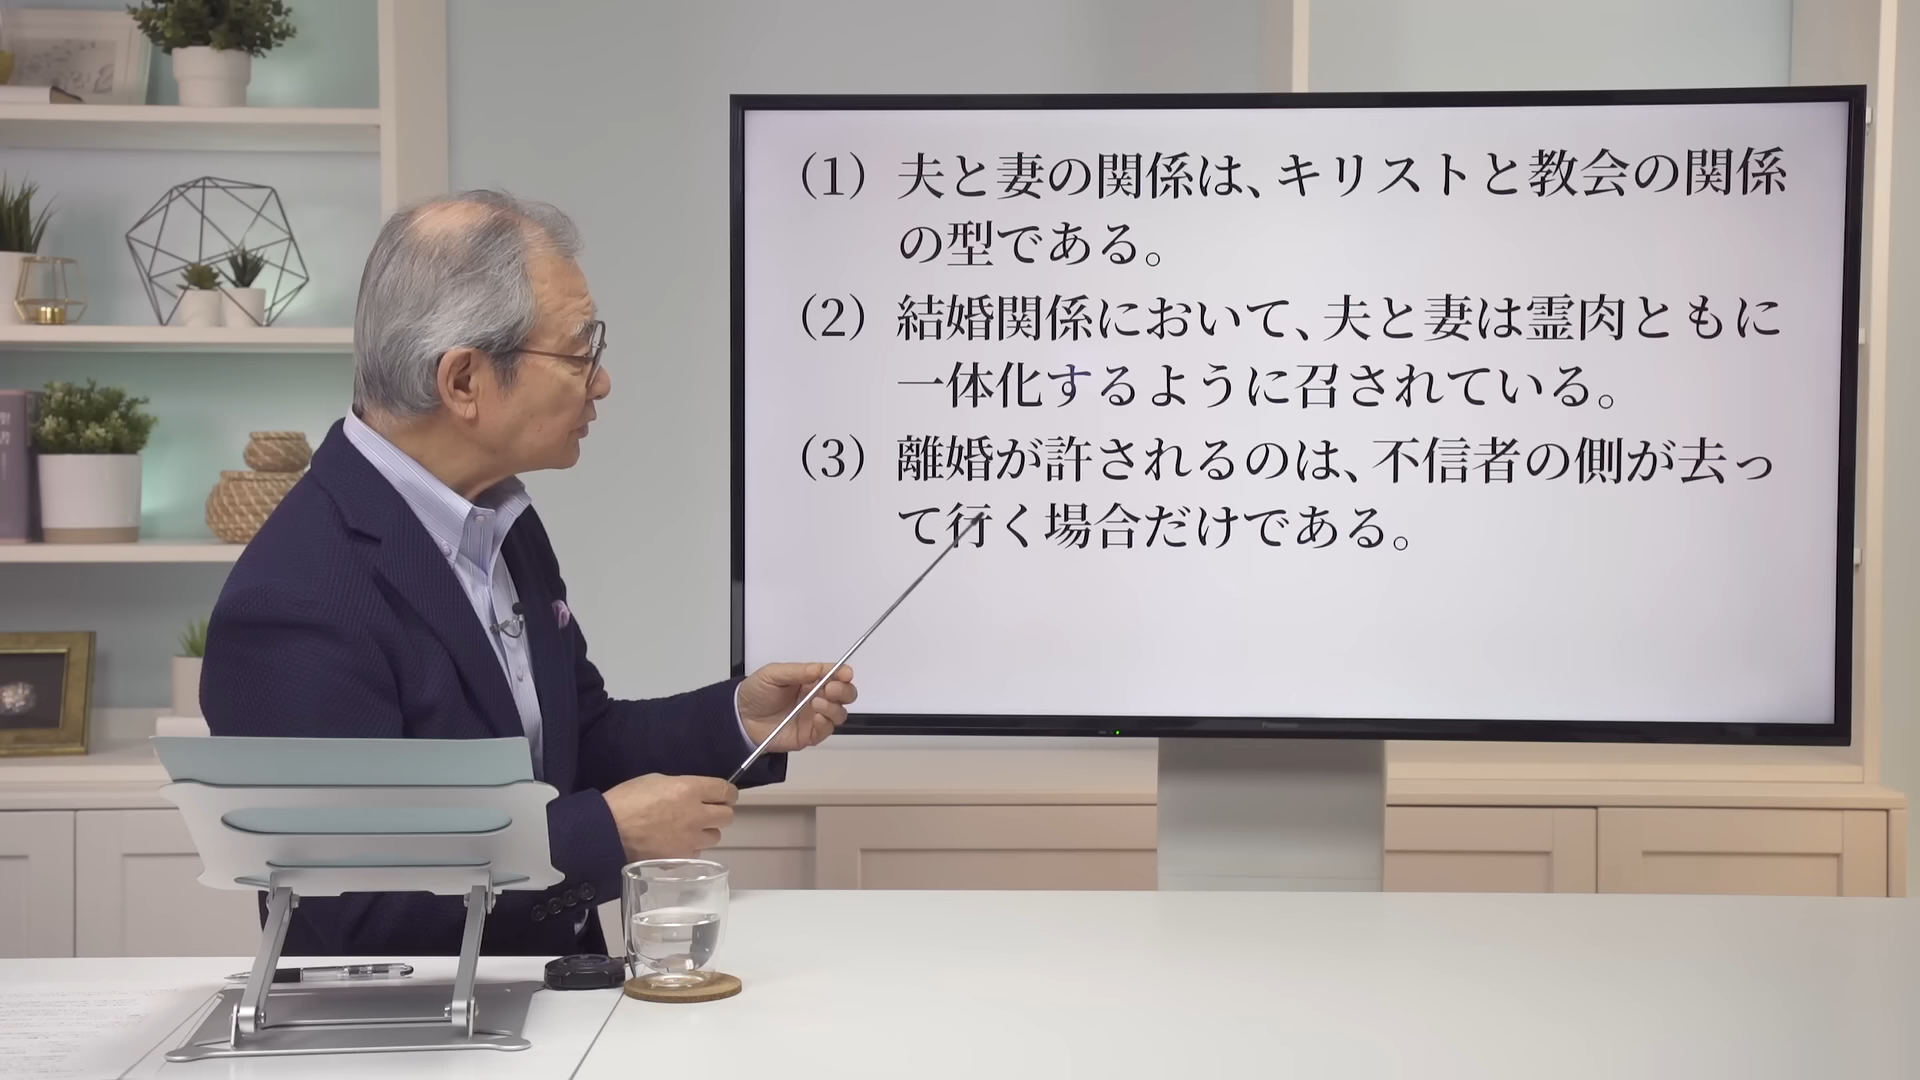 (1) 夫と妻の関係は、キリストと教会の関係
の型である。
(2) 結婚関係において、夫と妻は霊肉ともに
一体化するように召されている。
(3) 離婚が許されるのは、不信者の側が去っ
て行く場合だけである。
Panasonic